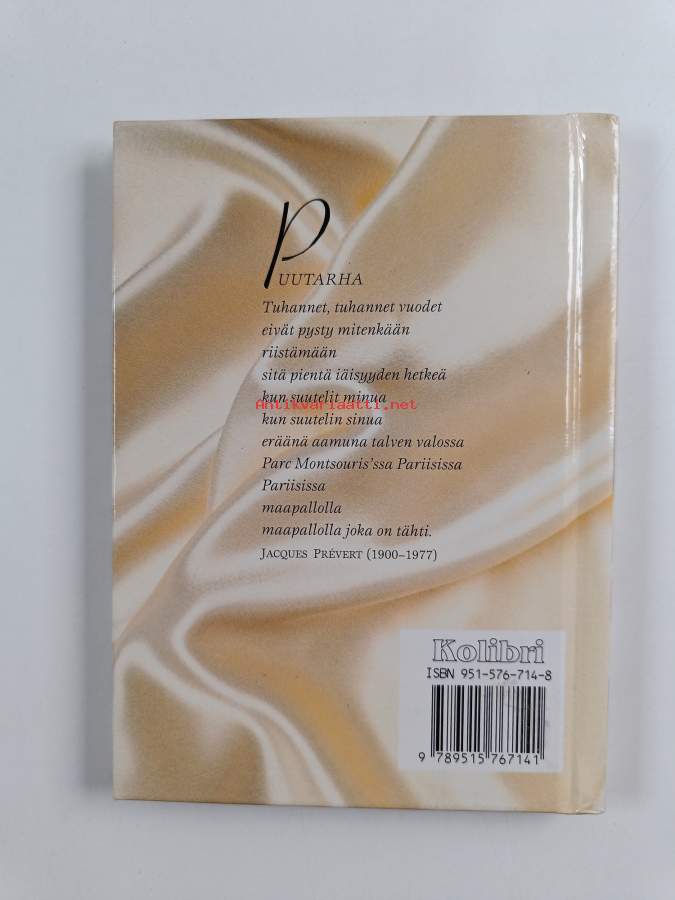 PUUTARHA
Tuhannet, tuhannet vuodet
eivät pysty mitenkään
riistämään
sitä pientä iäisyyden hetkeä
kun suutelit minua
Antikvariaatti.net
kun suutelin sinua
eräänä aamuna talven valossa
Parc Montsouris'ssa Pariisissa
Pariisissa
maapallolla
maapallolla joka on tähti.
JACQUES PRÉVERT (1900–1977)
Kolibri
ISBN 951-576-714-8
9 789515 767141